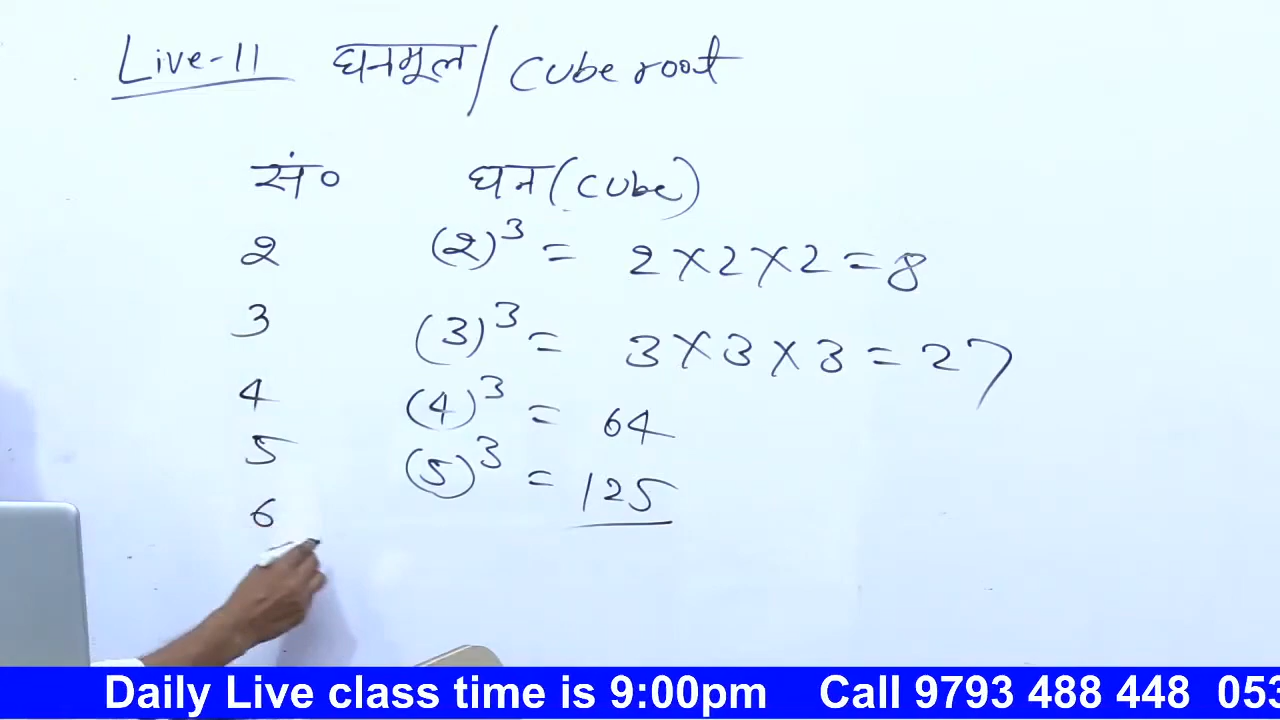 Live-11 घनमूल/Cube root
सं० घन (Cube)
2 (2)³ = 2×2×2=8
3 (3)³ = 3×3×3=27
4 (4)³ = 64
5 (5)³ = 125
6
Daily Live class time is 9:00pm Call 9793 488 448 053